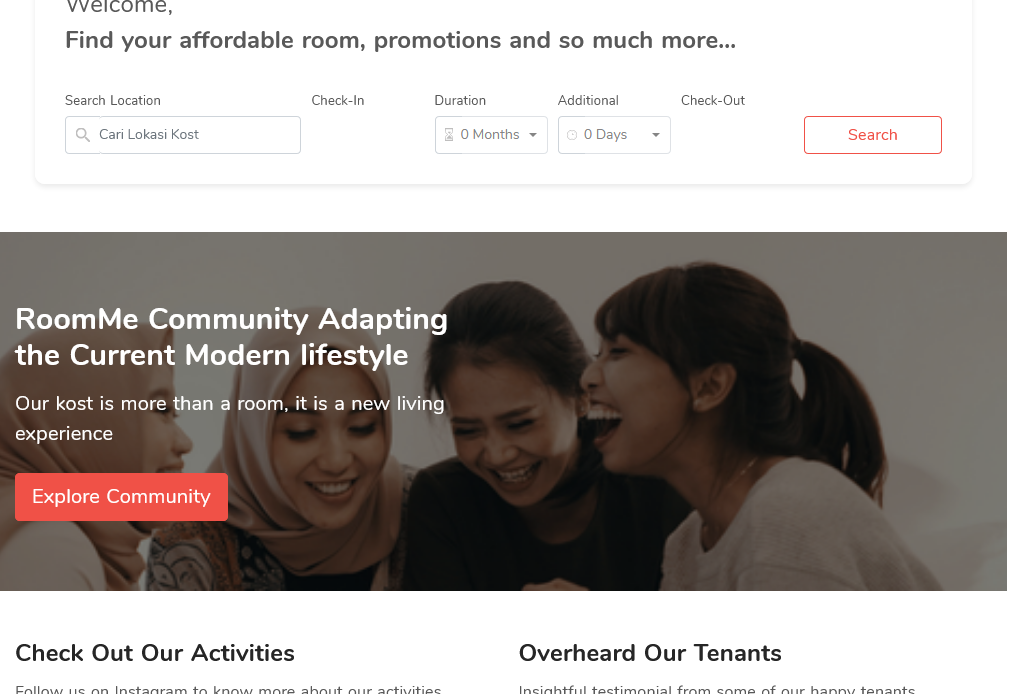 Welcome,
Find your affordable room, promotions and so much more...
Search Location
Check-In
Duration
Additional
Check-Out
Cari Lokasi Kost
0 Months
0 Days
Search
RoomMe Community Adapting
the Current Modern lifestyle
Our kost is more than a room, it is a new living
experience
Explore Community
Check Out Our Activities
Follow us on Instagram to know more about our activities
Overheard Our Tenants
Insightful testimonial from some of our happy tenants